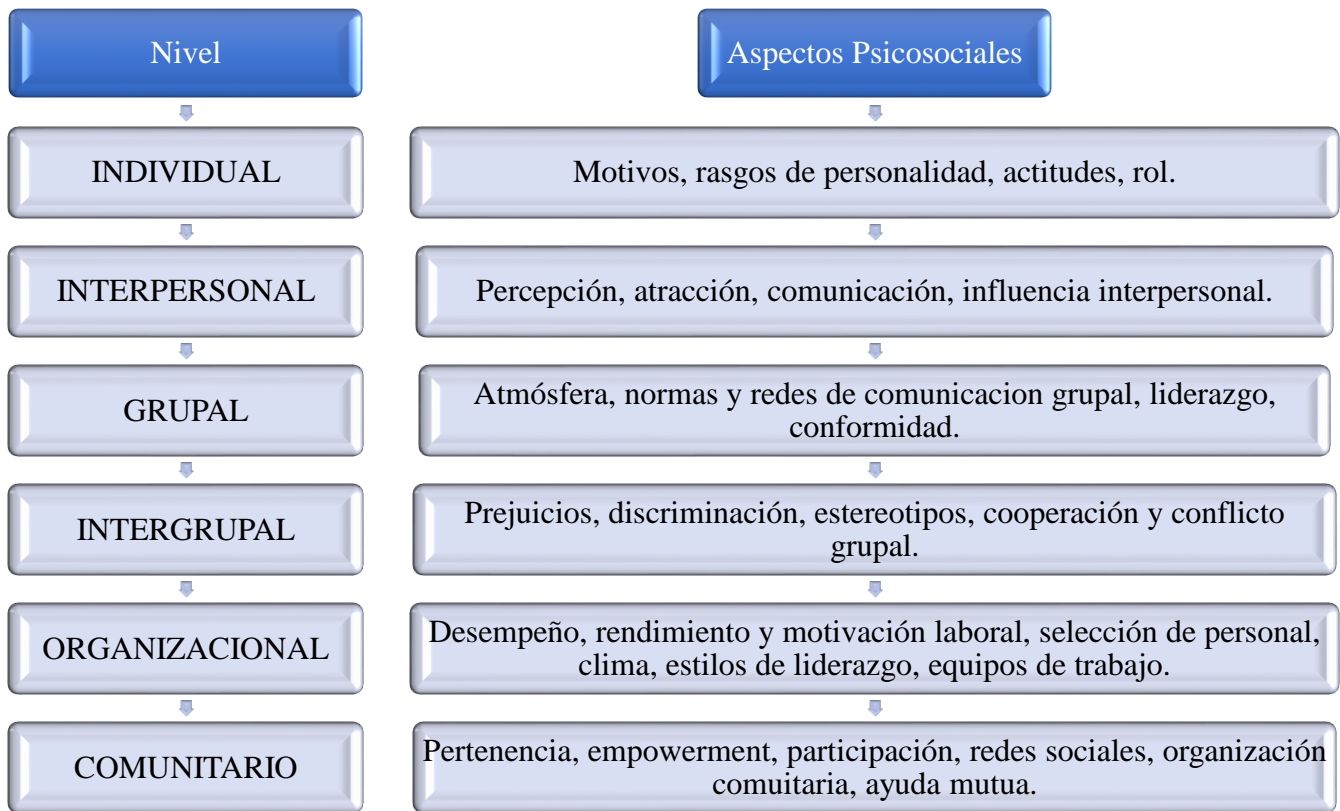 Nivel
Aspectos Psicosociales
INDIVIDUAL
Motivos, rasgos de personalidad, actitudes, rol.
INTERPERSONAL
Percepción, atracción, comunicación, influencia interpersonal.
GRUPAL
Atmósfera, normas y redes de comunicacion grupal, liderazgo,
conformidad.
INTERGRUPAL
Prejuicios, discriminación, estereotipos, cooperación y conflicto
grupal.
ORGANIZACIONAL
Desempeño, rendimiento y motivación laboral, selección de personal,
clima, estilos de liderazgo, equipos de trabajo.
COMUNITARIO
Pertenencia, empowerment, participación, redes sociales, organización
comuitaria, ayuda mutua.